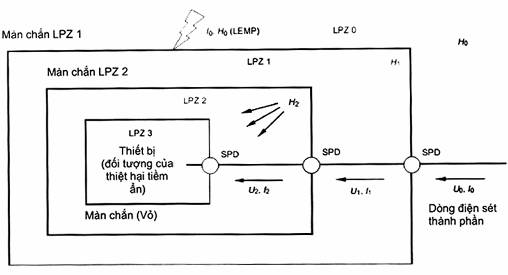 Màn chắn LPZ 1
I₀, H₀ (LEMP)
LPZ 0
H₀
LPZ 1
H₁
Màn chắn LPZ 2
LPZ 2
H₂
LPZ 3
Thiết bị
(đối tượng của
thiệt hại tiềm
ẩn)
SPD
SPD
SPD
U₂, I₂
U₁, I₁
U₀, I₀
Màn chắn (Vỏ)
Dòng điện sét
thành phần